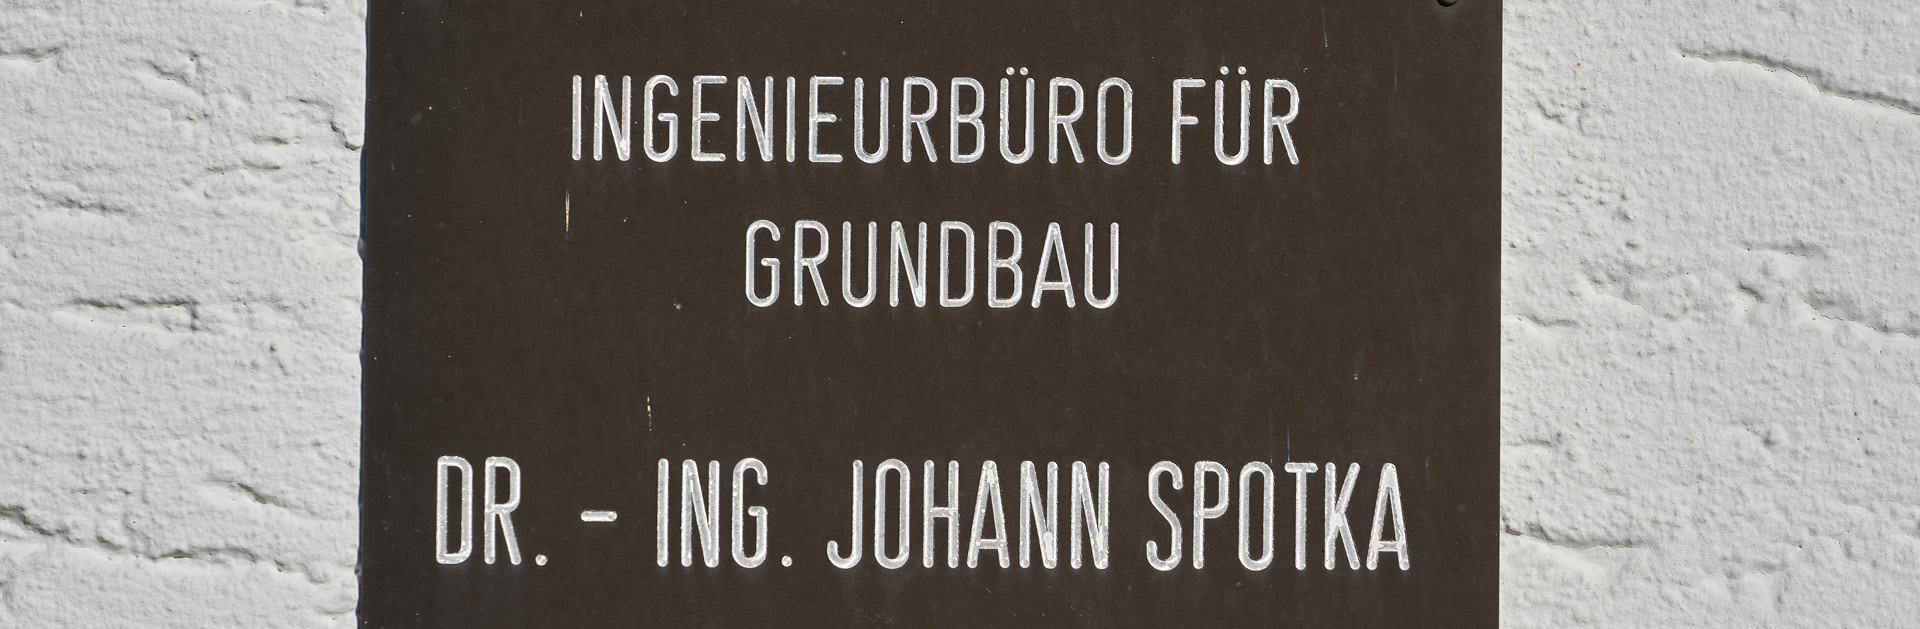 INGENIEURBÜRO FÜR
GRUNDBAU
DR. - ING. JOHANN SPOTKA